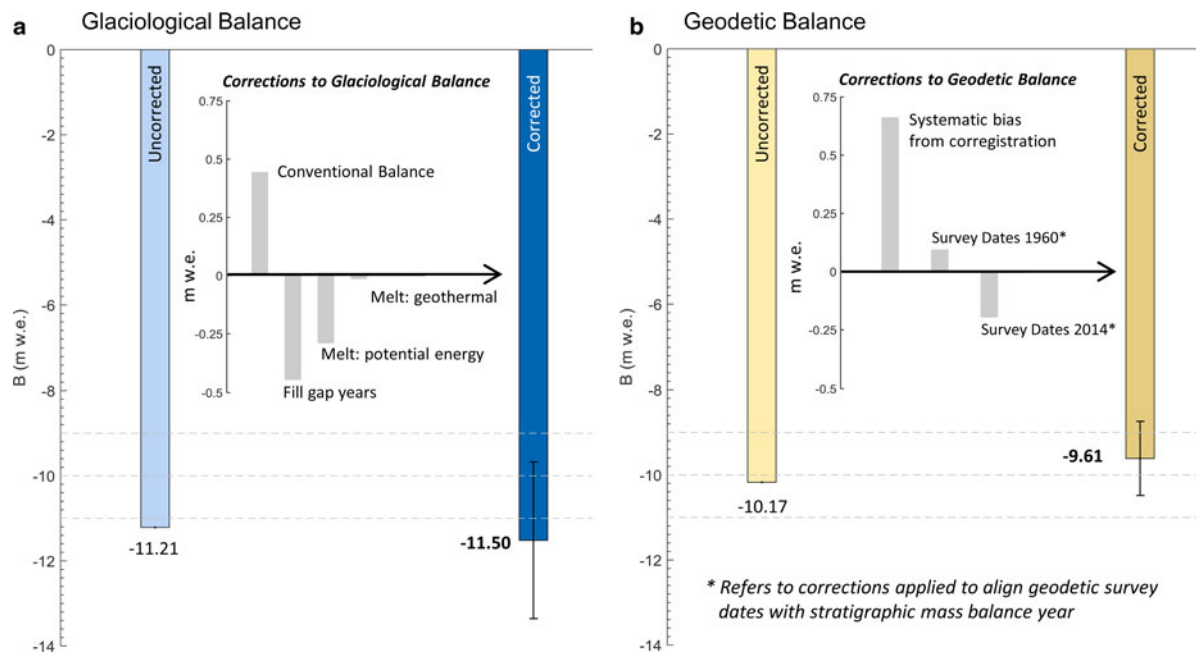 a
Glaciological Balance
0
-2
-4
-6
-8
-10
-12
-14
B (m w.e.)
Uncorrected
-11.21
Corrections to Glaciological Balance
0.75
0.5
0.25
0
-0.25
-0.5
m w.e.
Conventional Balance
Melt: geothermal
Melt: potential energy
Fill gap years
Corrected
-11.50
b
Geodetic Balance
0
-2
-4
-6
-8
-10
-12
-14
B (m w.e.)
Uncorrected
-10.17
Corrections to Geodetic Balance
0.75
0.5
0.25
0
-0.25
-0.5
m w.e.
Systematic bias
from corregistration
Survey Dates 1960*
Survey Dates 2014*
Corrected
-9.61
* Refers to corrections applied to align geodetic survey
dates with stratigraphic mass balance year